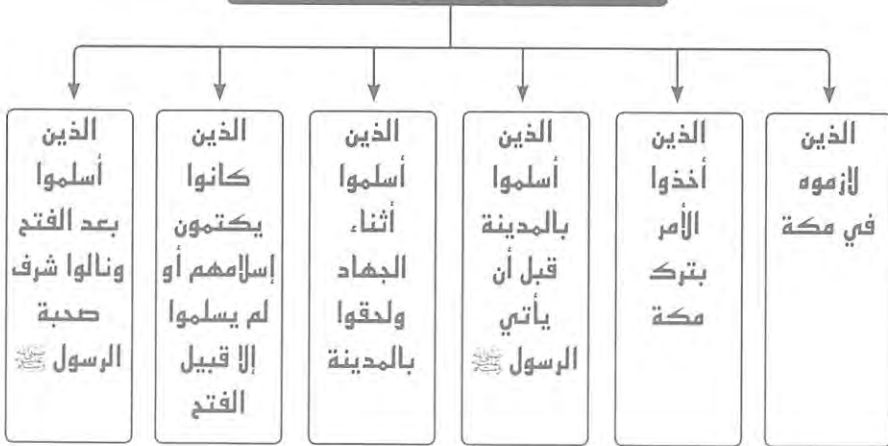 الذين
لازموه
في مكة
الذين
أخذوا
الأمر
بترك
مكة
الذين
أسلموا
بالمدينة
قبل أن
يأتي
الرسول ﷺ
الذين
أسلموا
أثناء
الجهاد
ولحقوا
بالمدينة
الذين
كانوا
يكتمون
إسلامهم أو
لم يسلموا
إلا قبيل
الفتح
الذين
أسلموا
بعد الفتح
ونالوا شرف
صحبة
الرسول ﷺ